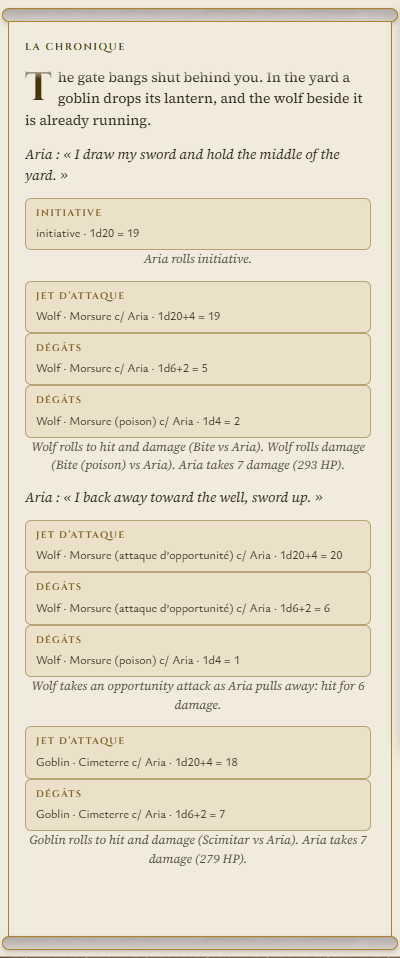 LA CHRONIQUE
The gate bangs shut behind you. In the yard a
goblin drops its lantern, and the wolf beside it
is already running.
Aria : « I draw my sword and hold the middle of the
yard. »
INITIATIVE
initiative · 1d20 = 19
Aria rolls initiative.
JET D'ATTAQUE
Wolf · Morsure c/ Aria · 1d20+4 = 19
DÉGÂTS
Wolf · Morsure c/ Aria · 1d6+2 = 5
DÉGÂTS
Wolf · Morsure (poison) c/ Aria · 1d4 = 2
Wolf rolls to hit and damage (Bite vs Aria). Wolf rolls damage
(Bite (poison) vs Aria). Aria takes 7 damage (293 HP).
Aria : « I back away toward the well, sword up. »
JET D'ATTAQUE
Wolf · Morsure (attaque d'opportunité) c/ Aria · 1d20+4 = 20
DÉGÂTS
Wolf · Morsure (attaque d'opportunité) c/ Aria · 1d6+2 = 6
DÉGÂTS
Wolf · Morsure (poison) c/ Aria · 1d4 = 1
Wolf takes an opportunity attack as Aria pulls away: hit for 6
damage.
JET D'ATTAQUE
Goblin · Cimeterre c/ Aria · 1d20+4 = 18
DÉGÂTS
Goblin · Cimeterre c/ Aria · 1d6+2 = 7
Goblin rolls to hit and damage (Scimitar vs Aria). Aria takes 7
damage (279 HP).